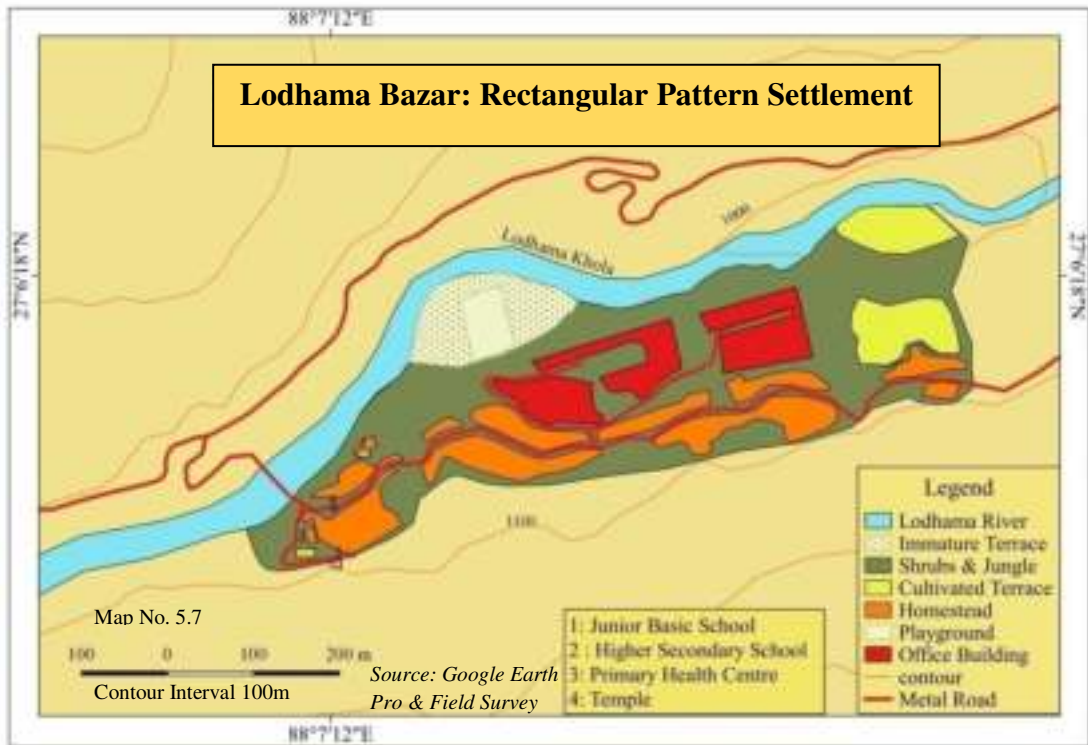 88°7'12"E
Lodhama Bazar: Rectangular Pattern Settlement
27°6'18"N
27°6'18"N
1000
Lodhama Khola
1100
Legend
Lodhama River
Immature Terrace
Shrubs & Jungle
Cultivated Terrace
Homestead
Playground
Office Building
contour
Metal Road
1: Junior Basic School
2 : Higher Secondary School
3: Primary Health Centre
4: Temple
Map No. 5.7
100 0 100 200 m
Contour Interval 100m
Source: Google Earth
Pro & Field Survey
88°7'12"E